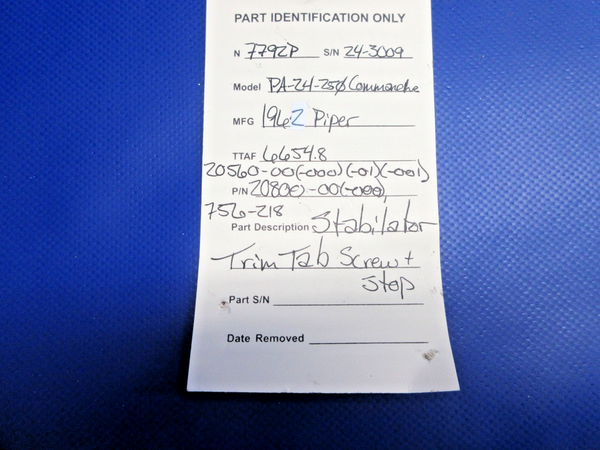 PART IDENTIFICATION ONLY
N 7792P S/N 24-3009
Model PA-24-250 Commanche
MFG 1962 Piper
TTAF 6654.8
20560-00(-000)(-01)(-001)
P/N 20800-00(-000)
756-218
Part Description Stabilator
Trim Tab Screw +
Stop
Part S/N
Date Removed